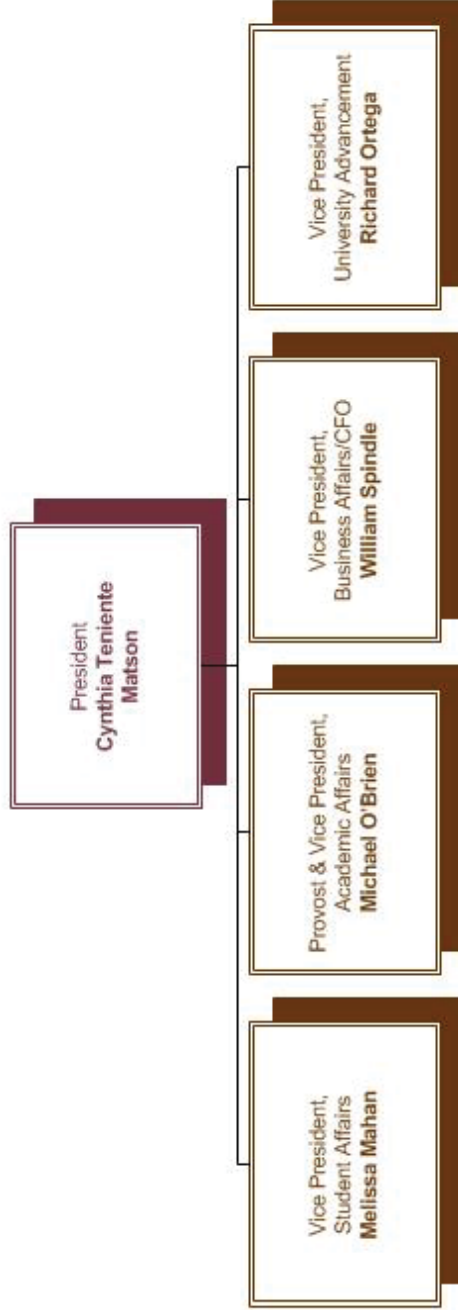 President
Cynthia Teniente
Matson
Vice President,
Student Affairs
Melissa Mahan
Provost & Vice President,
Academic Affairs
Michael O'Brien
Vice President,
Business Affairs/CFO
William Spindle
Vice President,
University Advancement
Richard Ortega